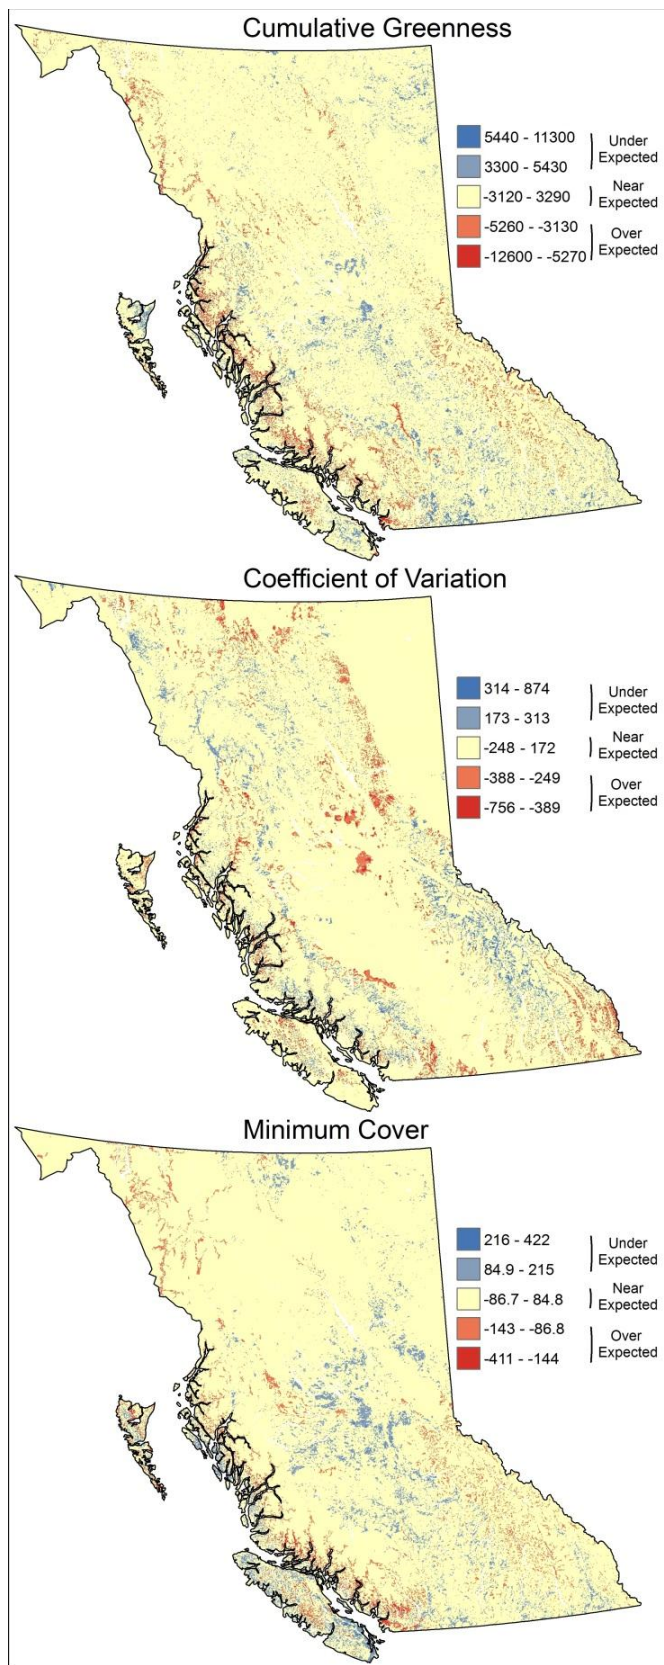 Cumulative Greenness
5440 - 11300
Under
3300 - 5430
Expected
-3120 - 3290
Near
Expected
-5260 - -3130
Over
-12600 - -5270
Expected
Coefficient of Variation
314 - 874
Under
173 - 313
Expected
-248 - 172
Near
Expected
-388 - -249
Over
-756 - -389
Expected
Minimum Cover
216 - 422
Under
84.9 - 215
Expected
-86.7 - 84.8
Near
Expected
-143 - -86.8
Over
-411 - -144
Expected